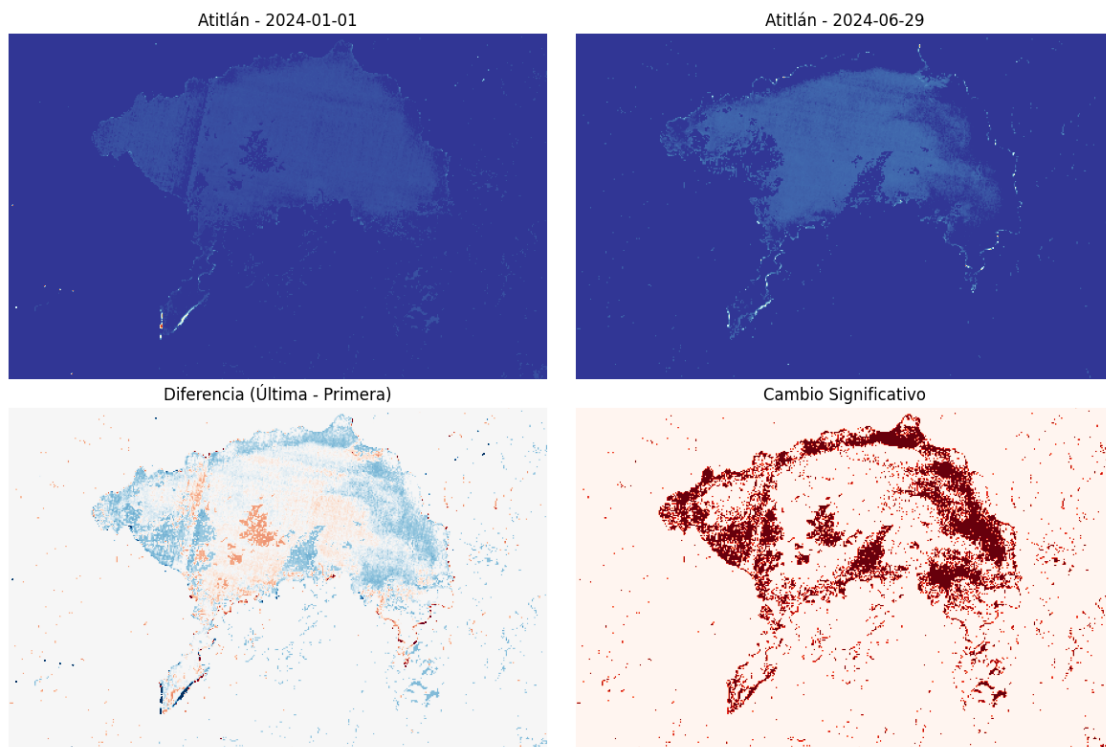 Atitlán - 2024-01-01
Atitlán - 2024-06-29
Diferencia (Última - Primera)
Cambio Significativo